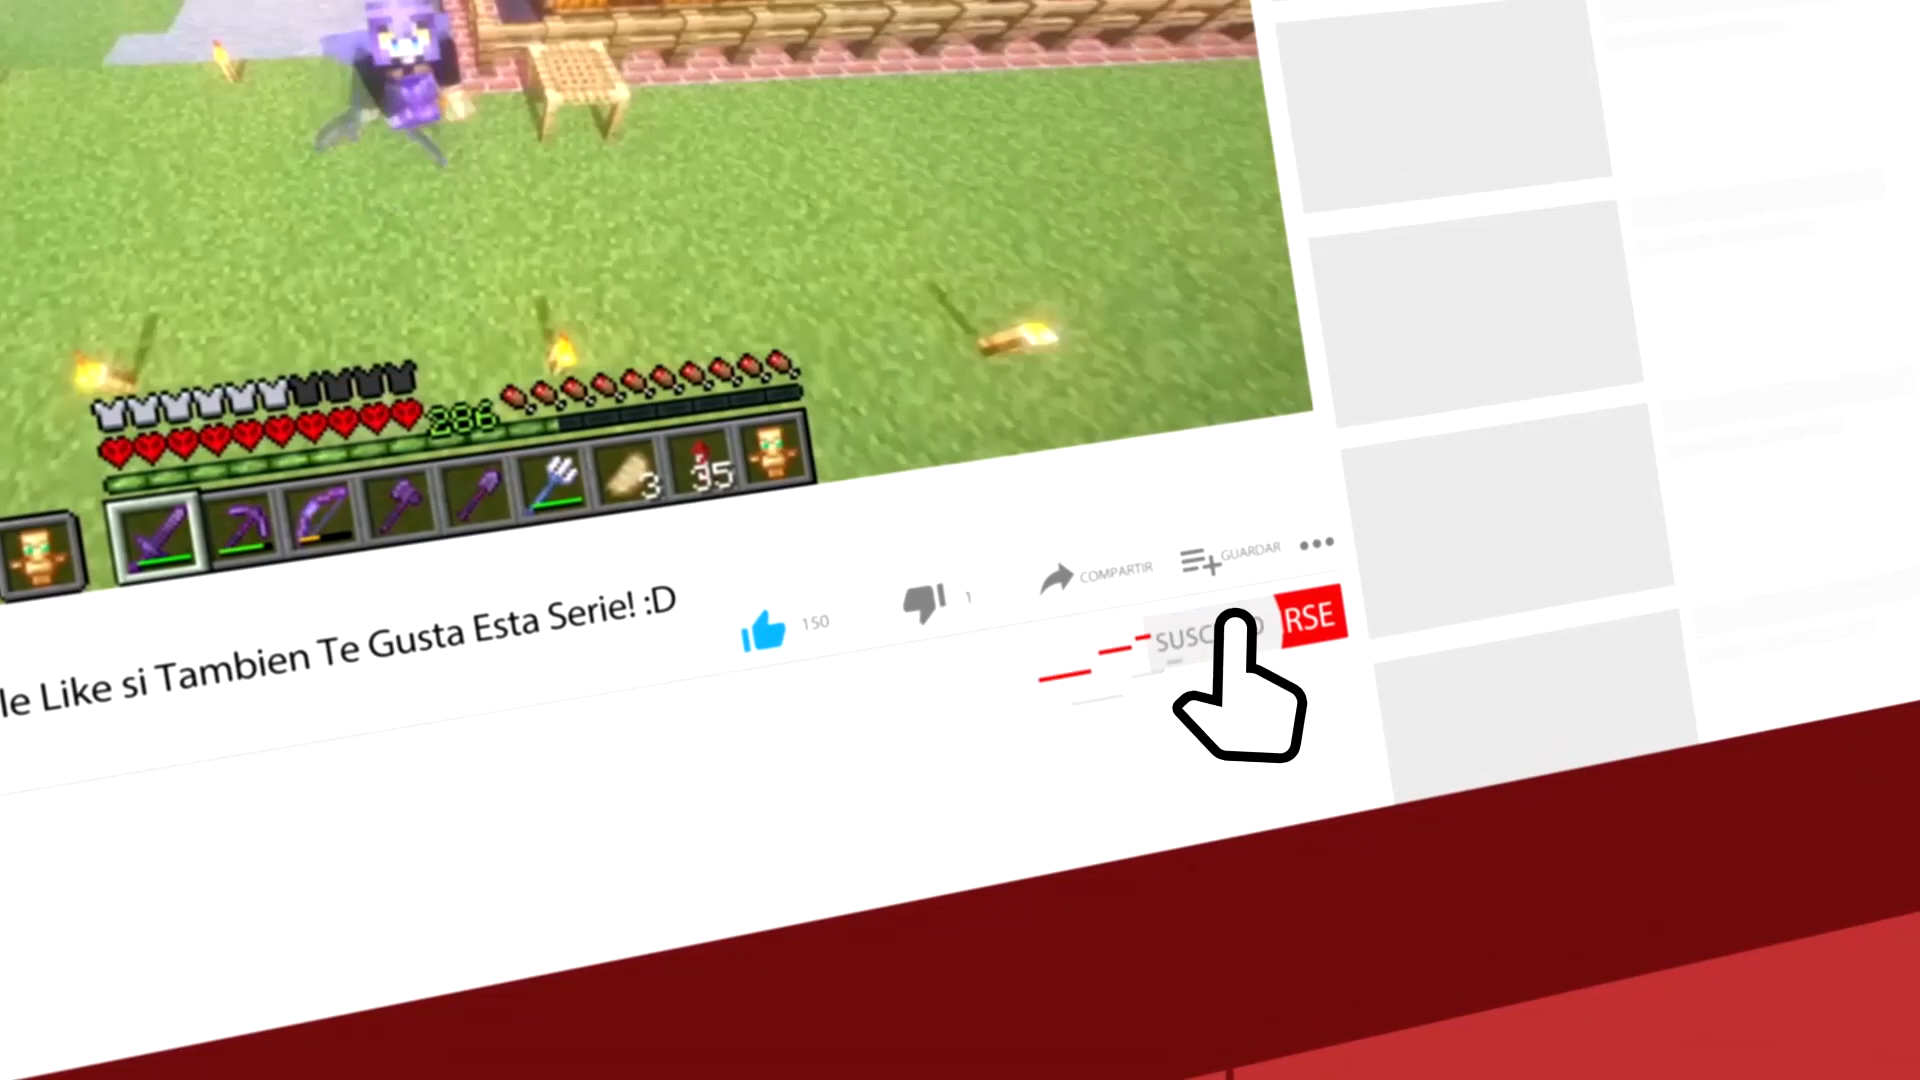 286
3
35
le Like si Tambien Te Gusta Esta Serie! :D
150
1
COMPARTIR
GUARDAR
RSE